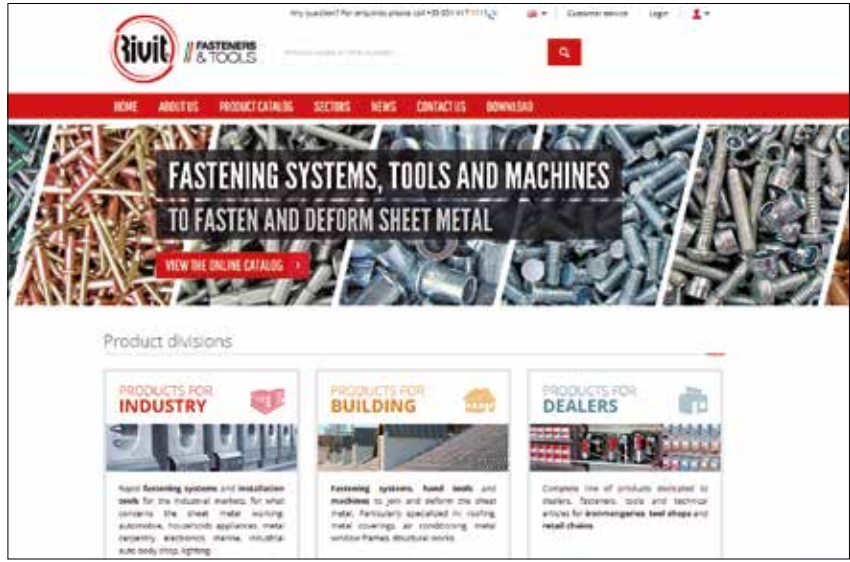 Any question? For enquiries please call
Customer service
Login
Rivit
FASTENERS
& TOOLS
HOME ABOUT US PRODUCT CATALOG SECTORS NEWS CONTACT US DOWNLOAD
FASTENING SYSTEMS, TOOLS AND MACHINES
TO FASTEN AND DEFORM SHEET METAL
VIEW THE ONLINE CATALOG
Product divisions
PRODUCTS FOR
INDUSTRY
Rapid fastening systems and installation
tools for the industrial markets, for what
concerns the sheet metal working:
automotive, households appliances, metal
carpentry, electronics, marine, industrial
auto body shop, lighting.
PRODUCTS FOR
BUILDING
Fastening systems, hand tools and
machines to join and deform the sheet
metal. Particularly specialized in: roofing,
metal coverings, air conditioning, metal
window frames, structural works.
PRODUCTS FOR
DEALERS
Complete line of products dedicated to
dealers, fasteners, tools and technical
articles for ironmongeries, tool shops and
retail chains